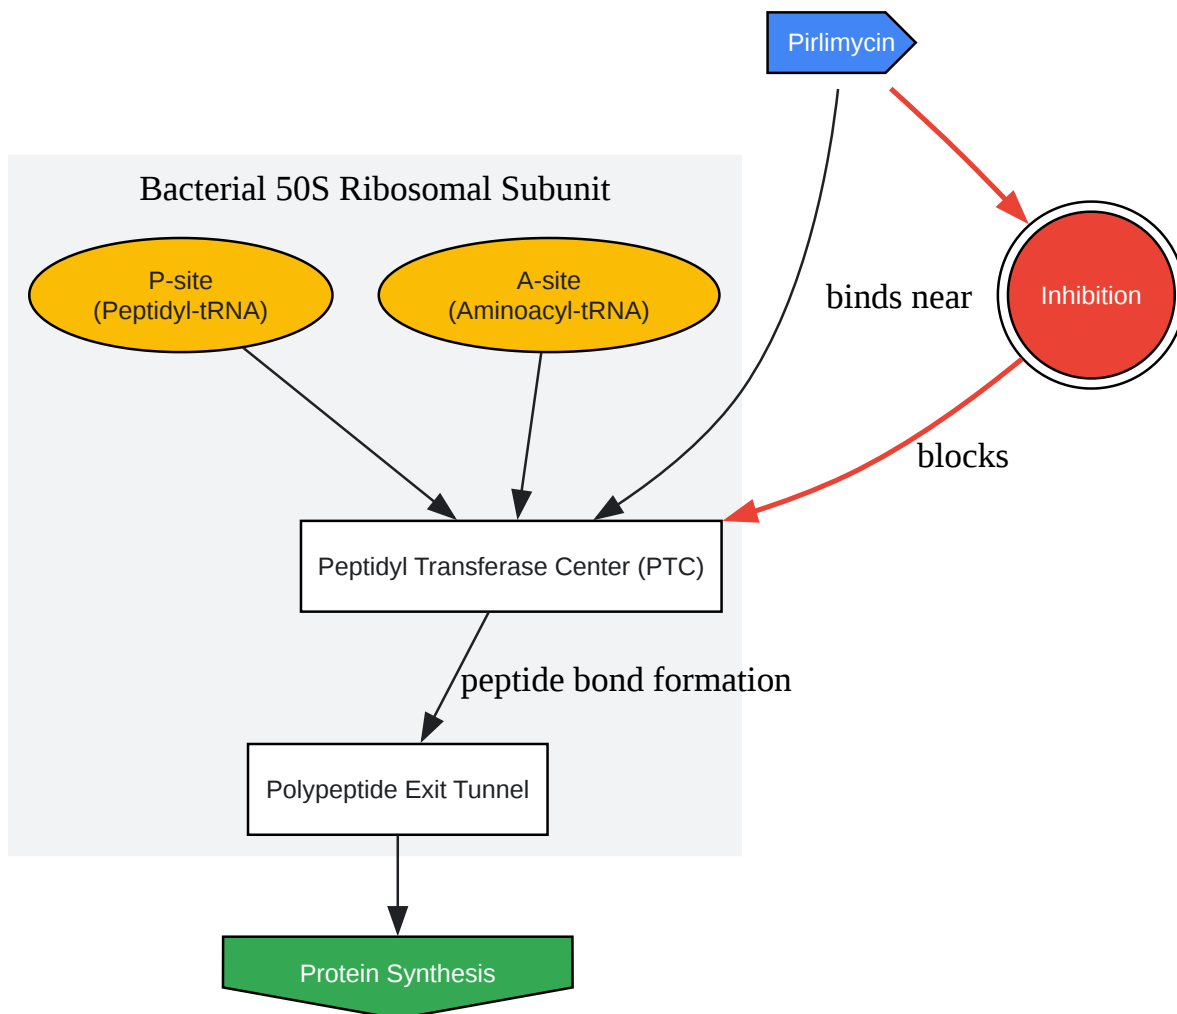 Pirlimycin
Bacterial 50S Ribosomal Subunit
P-site
(Peptidyl-tRNA)
A-site
(Aminoacyl-tRNA)
binds near
Inhibition
blocks
Peptidyl Transferase Center (PTC)
peptide bond formation
Polypeptide Exit Tunnel
Protein Synthesis